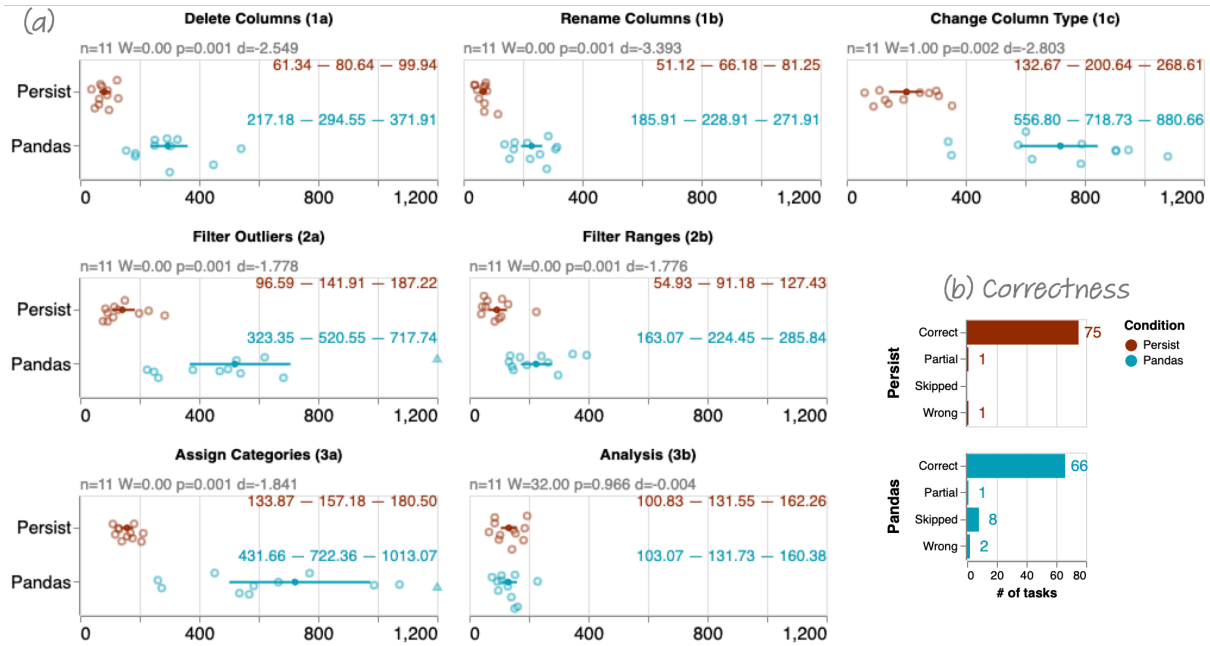 (a)
Delete Columns (1a)
n=11 W=0.00 p=0.001 d=-2.549
61.34 — 80.64 — 99.94
Persist
217.18 — 294.55 — 371.91
Pandas
0 400 800 1,200
Rename Columns (1b)
n=11 W=0.00 p=0.001 d=-3.393
51.12 — 66.18 — 81.25
185.91 — 228.91 — 271.91
0 400 800 1,200
Change Column Type (1c)
n=11 W=1.00 p=0.002 d=-2.803
132.67 — 200.64 — 268.61
556.80 — 718.73 — 880.66
0 400 800 1,200
Filter Outliers (2a)
n=11 W=0.00 p=0.001 d=-1.778
96.59 — 141.91 — 187.22
Persist
323.35 — 520.55 — 717.74
Pandas
0 400 800 1,200
Filter Ranges (2b)
n=11 W=0.00 p=0.001 d=-1.776
54.93 — 91.18 — 127.43
163.07 — 224.45 — 285.84
0 400 800 1,200
Assign Categories (3a)
n=11 W=0.00 p=0.001 d=-1.841
133.87 — 157.18 — 180.50
Persist
431.66 — 722.36 — 1013.07
Pandas
0 400 800 1,200
Analysis (3b)
n=11 W=32.00 p=0.966 d=-0.004
100.83 — 131.55 — 162.26
103.07 — 131.73 — 160.38
0 400 800 1,200
(b) Correctness
Persist
Correct 75
Partial 1
Skipped
Wrong 1
Pandas
Correct 66
Partial 1
Skipped 8
Wrong 2
0 20 40 60 80
# of tasks
Condition
Persist
Pandas